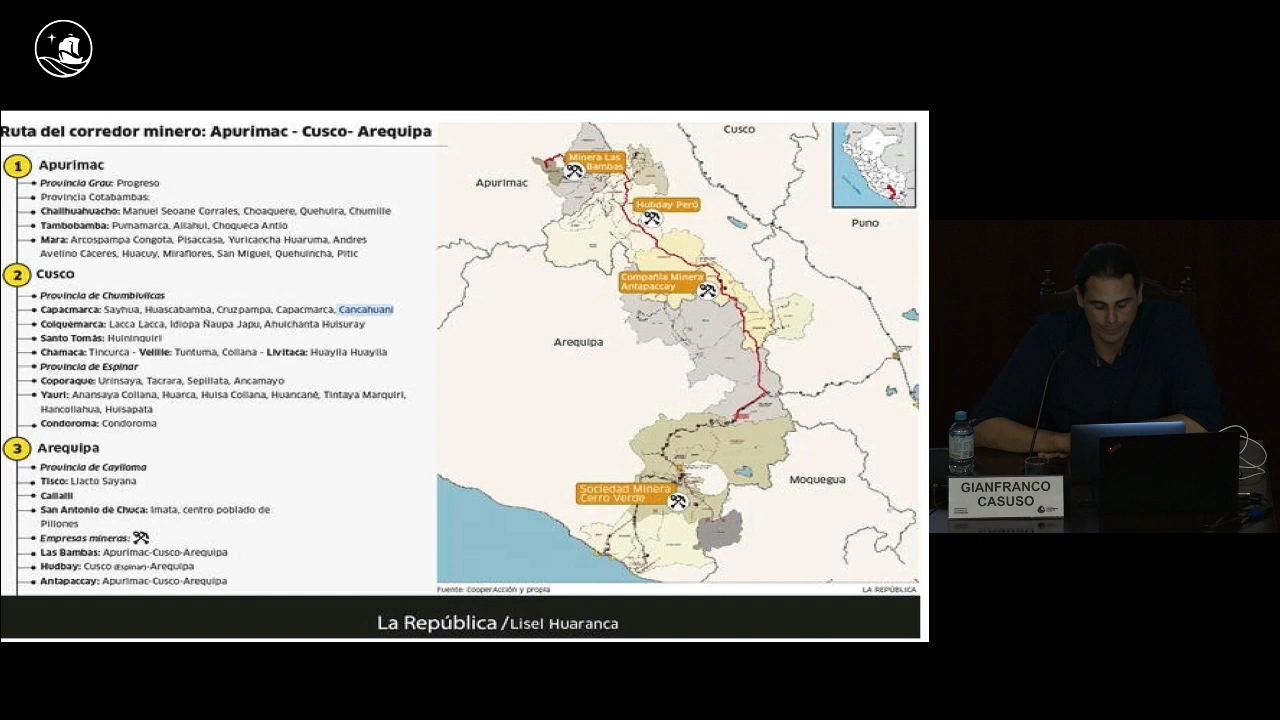 Ruta del corredor minero: Apurimac - Cusco- Arequipa
1 Apurimac
Provincia Grau: Progreso
Provincia Cotabambas:
Challhuahuacho: Manuel Seoane Corrales, Choaquere, Quehuira, Chumille
Tambobamba: Pumamarca, Allahui, Choqueca Antio
Mara: Arcospampa Congota, Pisaccasa, Yuricancha Huaruma, Andres
Avelino Cáceres, Huacuy, Miraflores, San Miguel, Quehuincha, Pitic
2 Cusco
Provincia de Chumbivilcas
Capacmarca: Sayhua, Huascabamba, Cruzpampa, Capacmarca, Cancahuani
Colquemarca: Lacca Lacca, Idiopa Ñaupa Japu, Ahuichanta Huisuray
Santo Tomás: Huininquiri
Chamaca: Tincurca - Velille: Tuntuma, Collana - Livitaca: Huaylla Huaylla
Provincia de Espinar
Coporaque: Urinsaya, Tacrara, Sepillata, Ancamayo
Yauri: Anansaya Collana, Huarca, Huisa Collana, Huancané, Tintaya Marquiri,
Hancollahua, Huisapata
Condoroma: Condoroma
3 Arequipa
Provincia de Caylloma
Tisco: Llacto Sayana
Callalli
San Antonio de Chuca: Imata, centro poblado de
Pillones
Empresas mineras:
Las Bambas: Apurimac-Cusco-Arequipa
Hudbay: Cusco (Espinar)-Arequipa
Antapaccay: Apurimac-Cusco-Arequipa
Cusco
Apurimac
Minera Las
Bambas
Hubday Perú
Puno
Compañia Minera
Antapaccay
Arequipa
Moquegua
Sociedad Minera
Cerro Verde
Fuente: CooperAcción y propia
LA REPÚBLICA
La República /Lisel Huaranca
GIANFRANCO
CASUSO